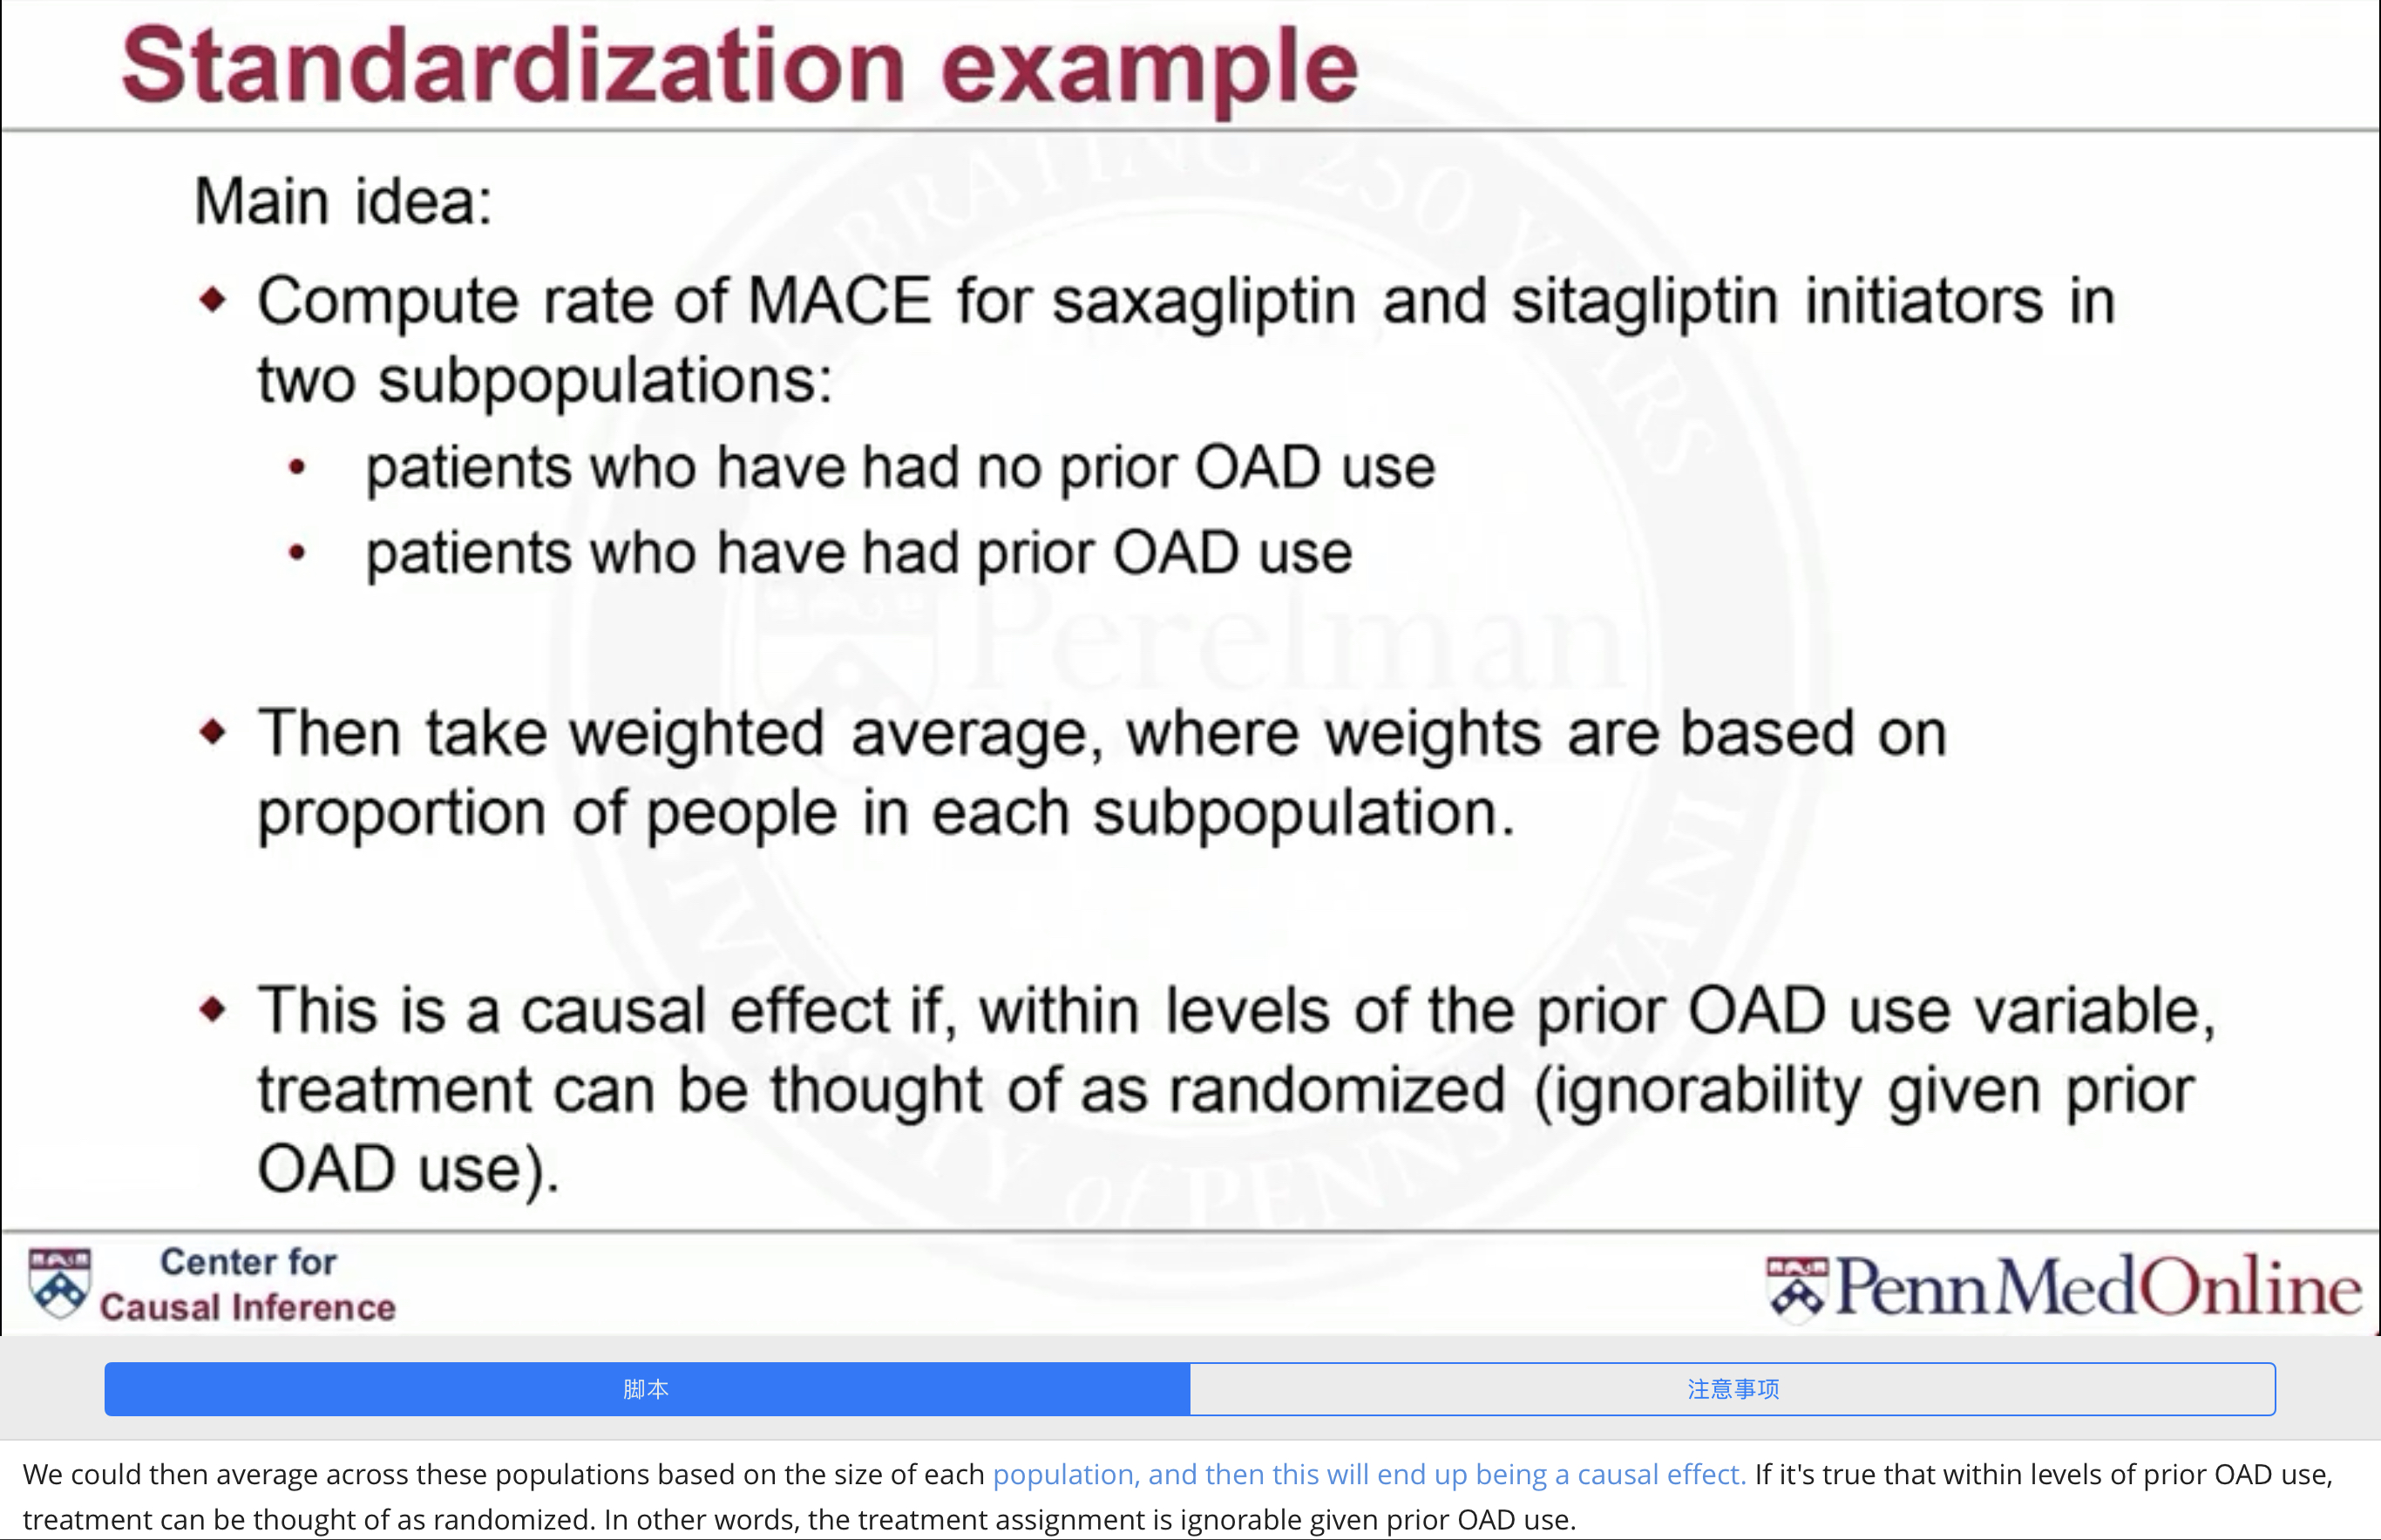 Standardization example
Main idea:
Compute rate of MACE for saxagliptin and sitagliptin initiators in
two subpopulations:
patients who have had no prior OAD use
patients who have had prior OAD use
Then take weighted average, where weights are based on
proportion of people in each subpopulation.
This is a causal effect if, within levels of the prior OAD use variable,
treatment can be thought of as randomized (ignorability given prior
OAD use).
Center for
Causal Inference
PennMedOnline
脚本
注意事项
We could then average across these populations based on the size of each population, and then this will end up being a causal effect. If it's true that within levels of prior OAD use,
treatment can be thought of as randomized. In other words, the treatment assignment is ignorable given prior OAD use.